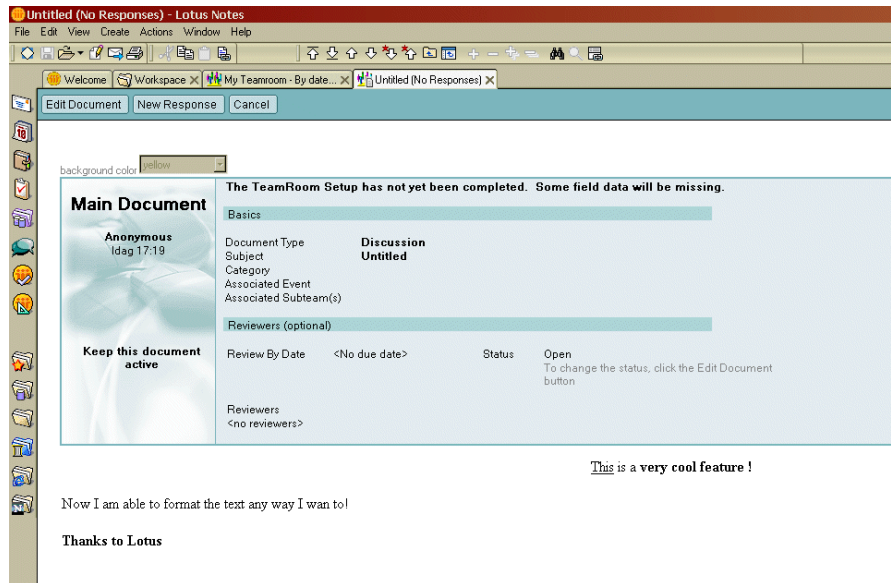 Untitled (No Responses) - Lotus Notes
File Edit View Create Actions Window Help
Welcome Workspace My Teamroom - By date... Untitled (No Responses)
Edit Document New Response Cancel
background color yellow
The TeamRoom Setup has not yet been completed. Some field data will be missing.
Main Document
Basics
Anonymous
Idag 17:19
Document Type Discussion
Subject Untitled
Category
Associated Event
Associated Subteam(s)
Reviewers (optional)
Keep this document
active
Review By Date <No due date> Status Open
To change the status, click the Edit Document
button
Reviewers
<no reviewers>
This is a very cool feature !
Now I am able to format the text any way I wan to!
Thanks to Lotus